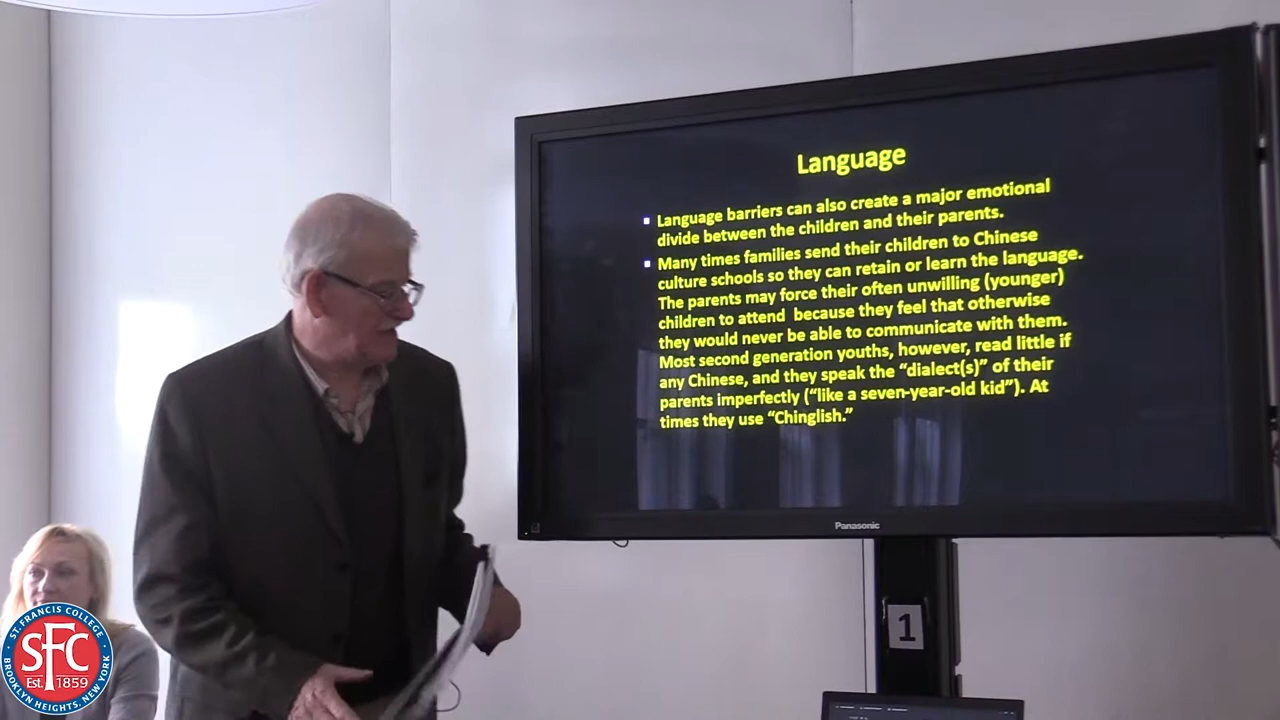 Language
▪ Language barriers can also create a major emotional
divide between the children and their parents.
▪ Many times families send their children to Chinese
culture schools so they can retain or learn the language.
The parents may force their often unwilling (younger)
children to attend  because they feel that otherwise
they would never be able to communicate with them.
Most second generation youths, however, read little if
any Chinese, and they speak the “dialect(s)” of their
parents imperfectly (“like a seven-year-old kid”). At
times they use “Chinglish.”
Panasonic
1
ST. FRANCIS COLLEGE
SFC
EST. 1859
BROOKLYN HEIGHTS, NEW YORK